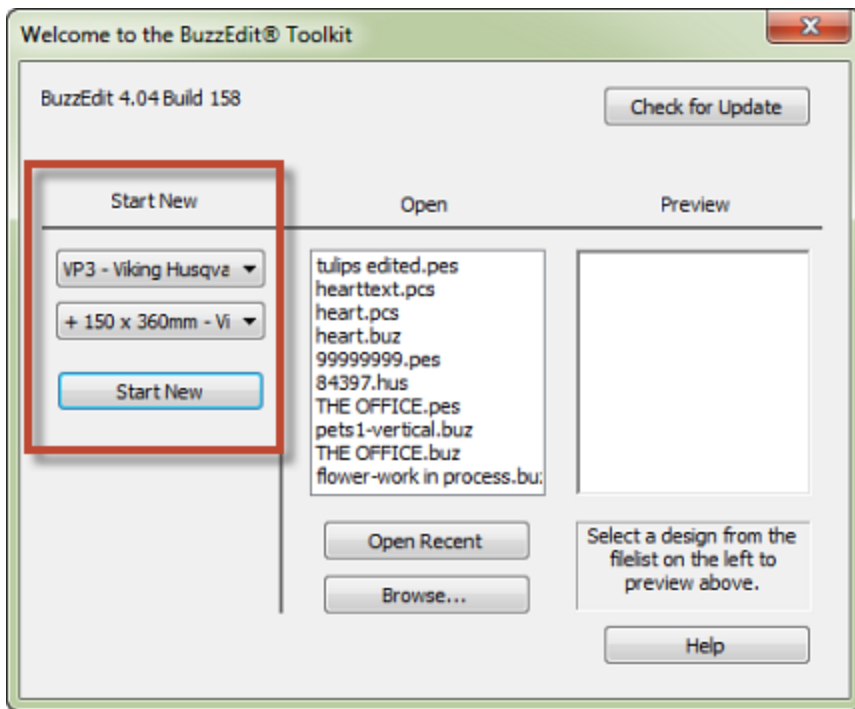 Welcome to the BuzzEdit® Toolkit
BuzzEdit 4.04 Build 158
Check for Update
Start New
VP3 - Viking Husqva
+ 150 x 360mm - Vi
Start New
Open
tulips edited.pes
hearttext.pcs
heart.pcs
heart.buz
99999999.pes
84397.hus
THE OFFICE.pes
pets1-vertical.buz
THE OFFICE.buz
flower-work in process.bu
Open Recent
Browse...
Preview
Select a design from the
filelist on the left to
preview above.
Help